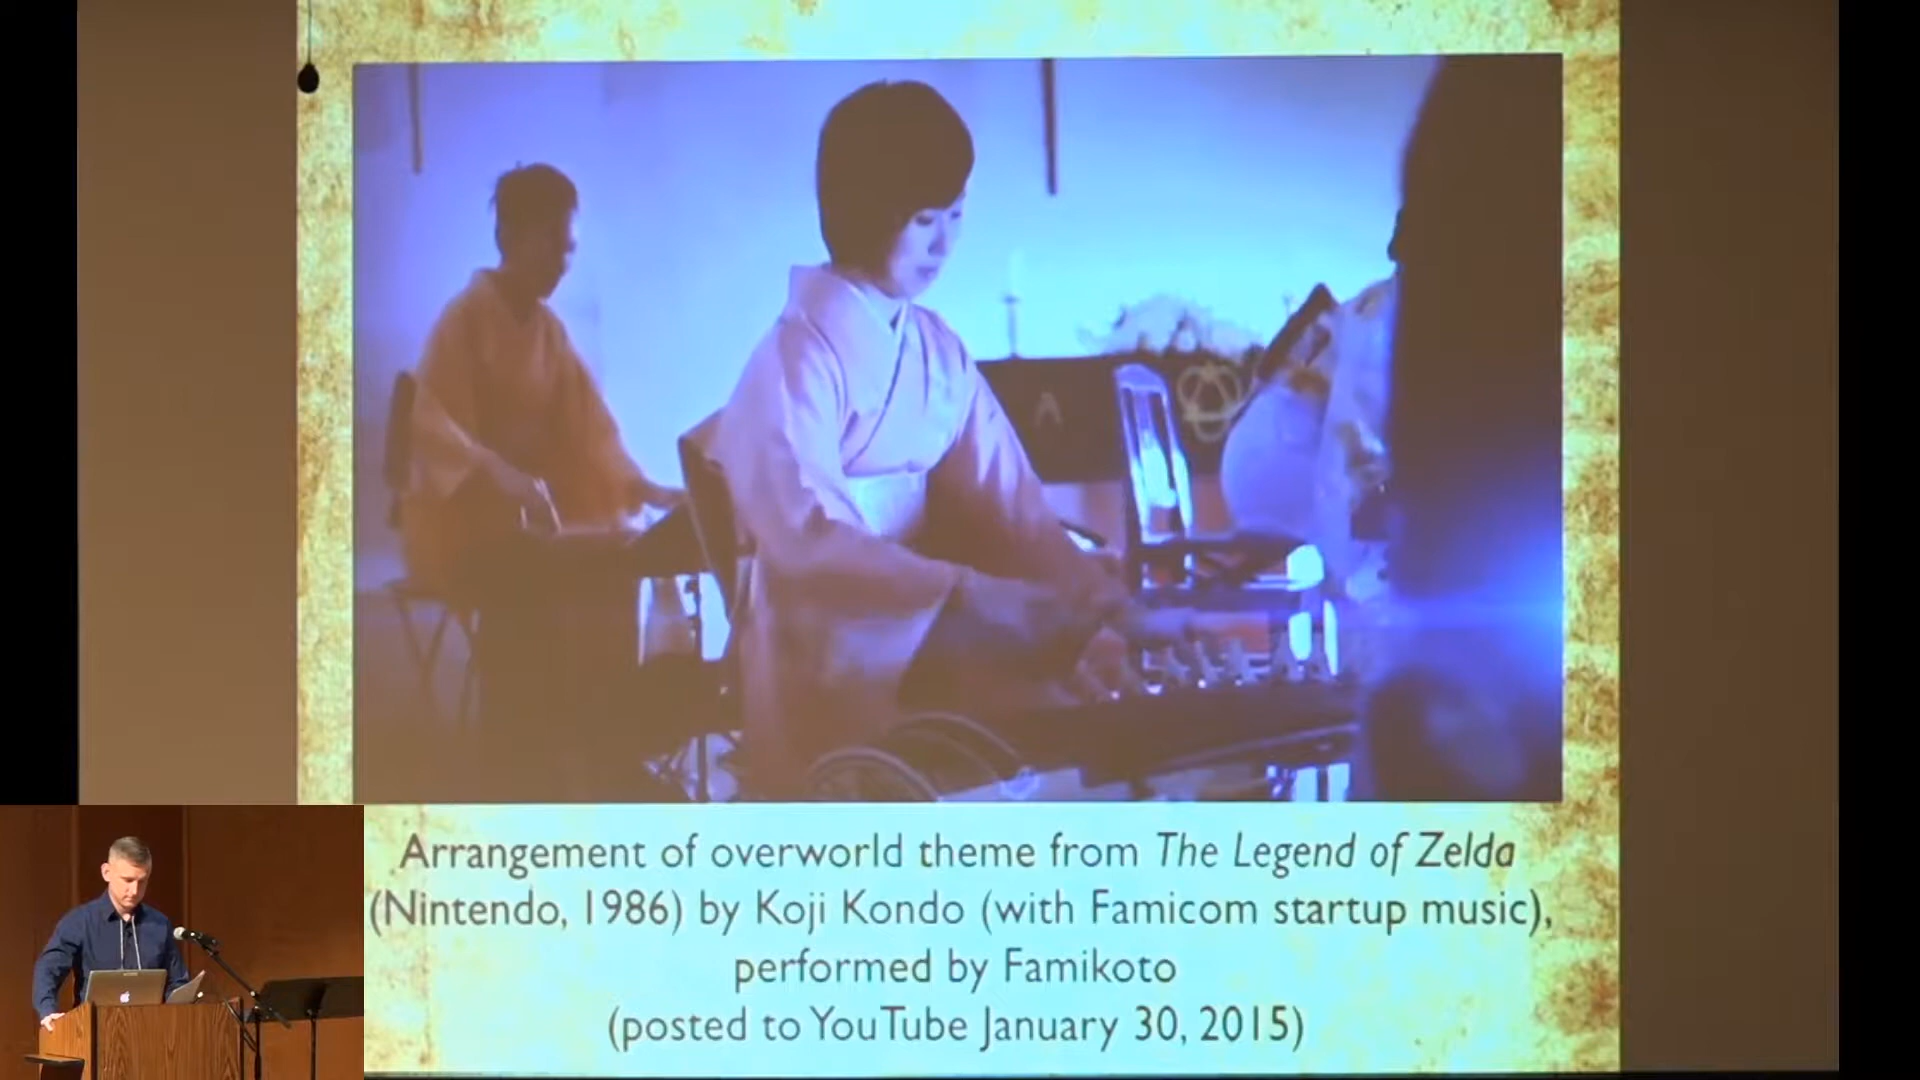 Arrangement of overworld theme from The Legend of Zelda
(Nintendo, 1986) by Koji Kondo (with Famicom startup music),
performed by Famikoto
(posted to YouTube January 30, 2015)